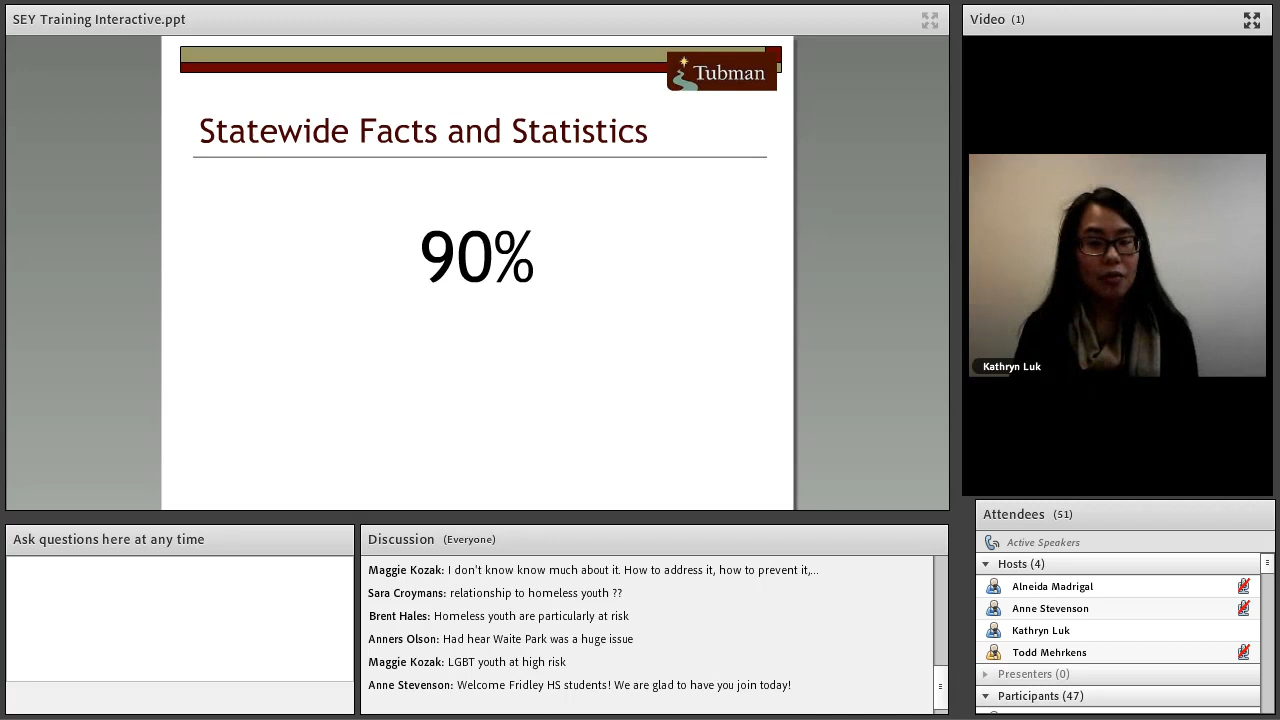 SEY Training Interactive.ppt
Tubman
Statewide Facts and Statistics
90%
Video (1)
Kathryn Luk
Attendees (51)
Active Speakers
Hosts (4)
Alneida Madrigal
Anne Stevenson
Kathryn Luk
Todd Mehrkens
Presenters (0)
Participants (47)
Ask questions here at any time
Discussion (Everyone)
Maggie Kozak: I don't know know much about it. How to address it, how to prevent it,...
Sara Croymans: relationship to homeless youth ??
Brent Hales: Homeless youth are particularly at risk
Anners Olson: Had hear Waite Park was a huge issue
Maggie Kozak: LGBT youth at high risk
Anne Stevenson: Welcome Fridley HS students! We are glad to have you join today!